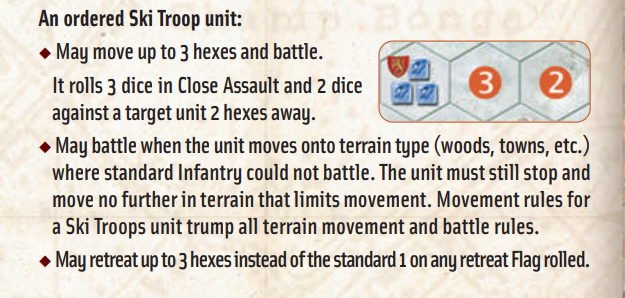 An ordered Ski Troop unit:
◆ May move up to 3 hexes and battle.
It rolls 3 dice in Close Assault and 2 dice
against a target unit 2 hexes away.
3 2
◆ May battle when the unit moves onto terrain type (woods, towns, etc.)
where standard Infantry could not battle. The unit must still stop and
move no further in terrain that limits movement. Movement rules for
a Ski Troops unit trump all terrain movement and battle rules.
◆ May retreat up to 3 hexes instead of the standard 1 on any retreat Flag rolled.